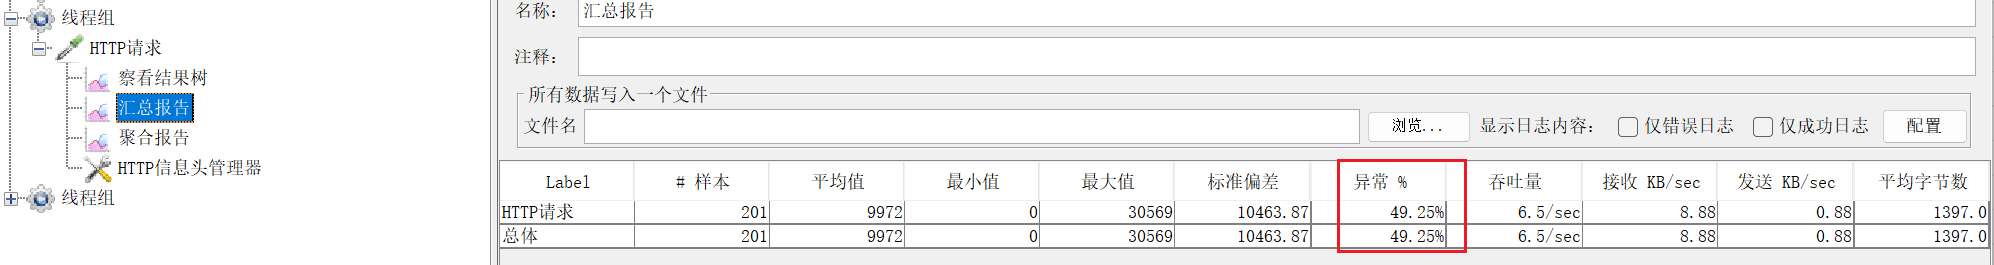 线程组
HTTP请求
察看结果树
汇总报告
聚合报告
HTTP信息头管理器
线程组
名称： 汇总报告
注释：
所有数据写入一个文件
文件名 浏览... 显示日志内容： 仅错误日志 仅成功日志 配置
Label # 样本 平均值 最小值 最大值 标准偏差 异常 % 吞吐量 接收 KB/sec 发送 KB/sec 平均字节数
HTTP请求 201 9972 0 30569 10463.87 49.25% 6.5/sec 8.88 0.88 1397.0
总体 201 9972 0 30569 10463.87 49.25% 6.5/sec 8.88 0.88 1397.0